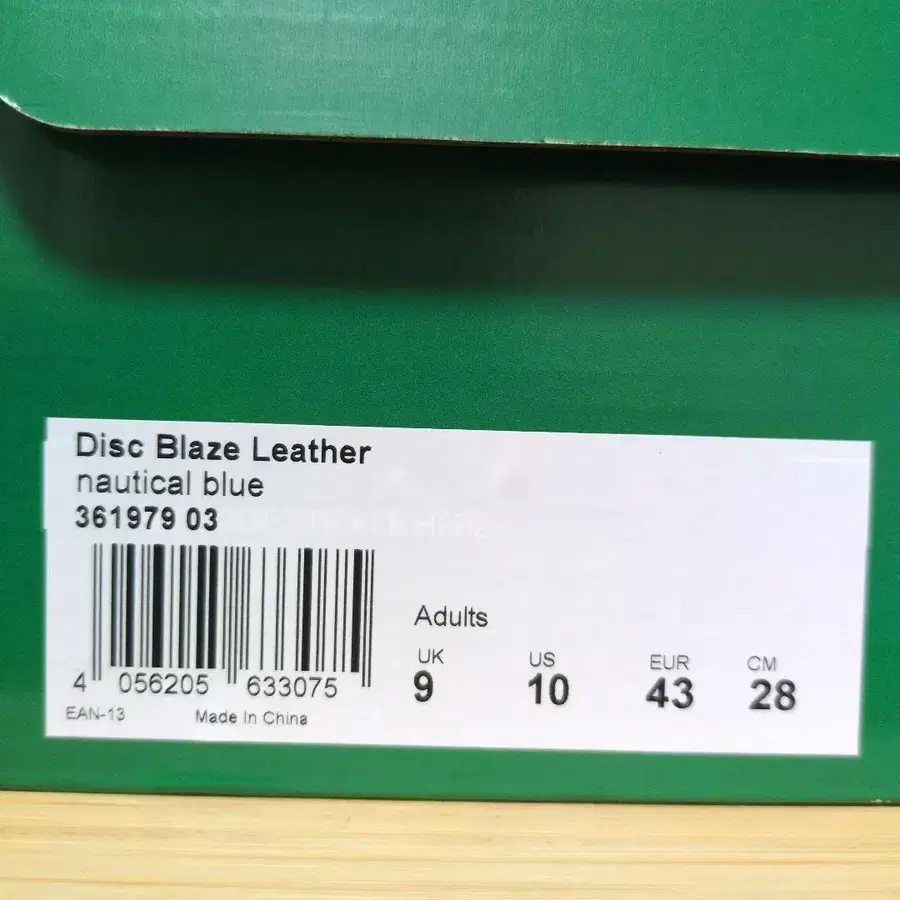 Disc Blaze Leather
nautical blue
361979 03
4 056205 633075
EAN-13 Made In China
Adults
UK US EUR CM
9 10 43 28